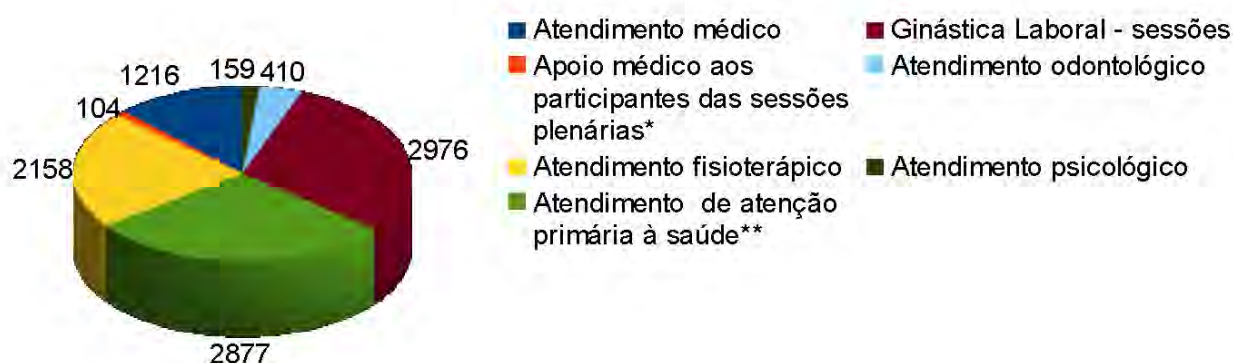 159
410
1216
104
2158
2976
2877
Atendimento médico
Ginástica Laboral - sessões
Apoio médico aos
participantes das sessões
plenárias*
Atendimento odontológico
Atendimento fisioterápico
Atendimento psicológico
Atendimento de atenção
primária à saúde**